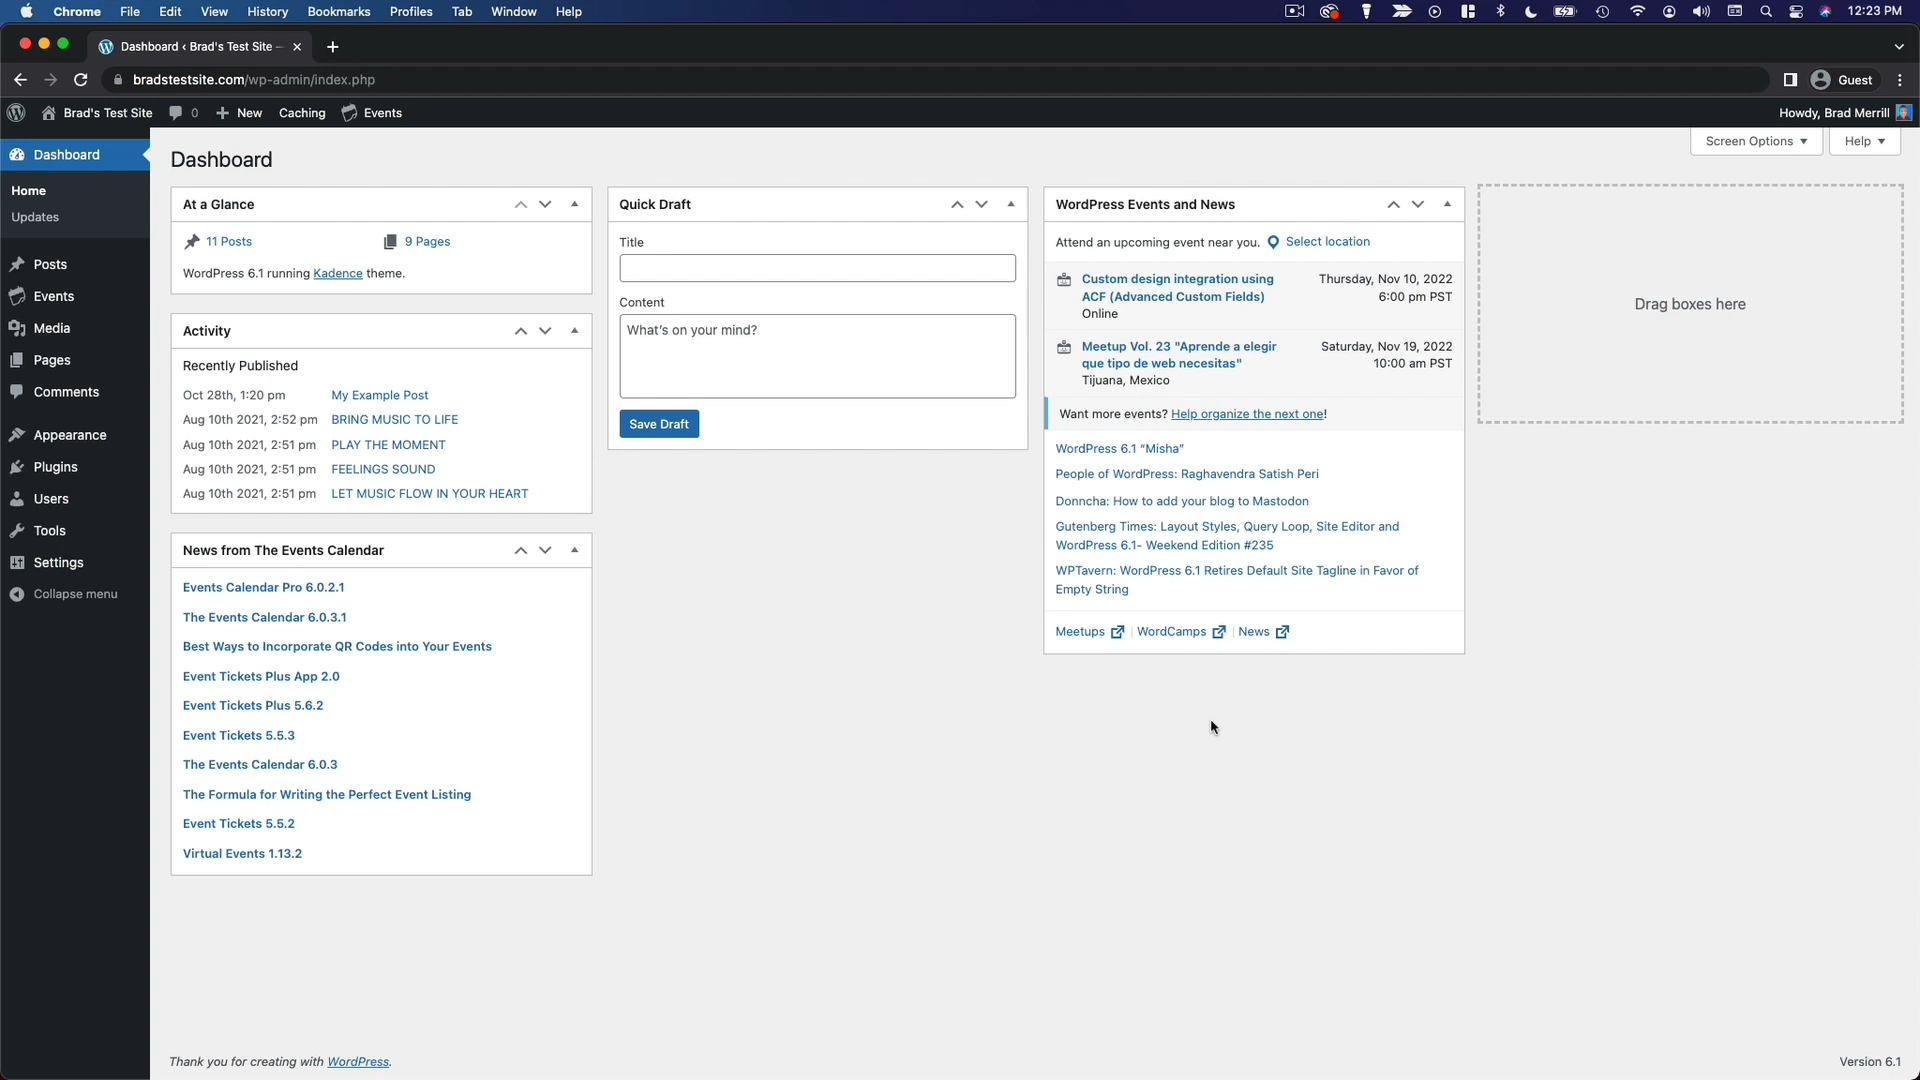 Chrome File Edit View History Bookmarks Profiles Tab Window Help 12:23 PM
Dashboard ‹ Brad's Test Site –
bradstestsite.com/wp-admin/index.php Guest
Brad's Test Site 0 New Caching Events Howdy, Brad Merrill
Screen Options Help
Dashboard
Home
Updates
Posts
Events
Media
Pages
Comments
Appearance
Plugins
Users
Tools
Settings
Collapse menu
Dashboard
At a Glance
11 Posts 9 Pages
WordPress 6.1 running Kadence theme.
Activity
Recently Published
Oct 28th, 1:20 pm My Example Post
Aug 10th 2021, 2:52 pm BRING MUSIC TO LIFE
Aug 10th 2021, 2:51 pm PLAY THE MOMENT
Aug 10th 2021, 2:51 pm FEELINGS SOUND
Aug 10th 2021, 2:51 pm LET MUSIC FLOW IN YOUR HEART
News from The Events Calendar
Events Calendar Pro 6.0.2.1
The Events Calendar 6.0.3.1
Best Ways to Incorporate QR Codes into Your Events
Event Tickets Plus App 2.0
Event Tickets Plus 5.6.2
Event Tickets 5.5.3
The Events Calendar 6.0.3
The Formula for Writing the Perfect Event Listing
Event Tickets 5.5.2
Virtual Events 1.13.2
Quick Draft
Title
Content
What's on your mind?
Save Draft
WordPress Events and News
Attend an upcoming event near you. Select location
Custom design integration using Thursday, Nov 10, 2022
ACF (Advanced Custom Fields) 6:00 pm PST
Online
Meetup Vol. 23 "Aprende a elegir Saturday, Nov 19, 2022
que tipo de web necesitas" 10:00 am PST
Tijuana, Mexico
Want more events? Help organize the next one!
WordPress 6.1 “Misha”
People of WordPress: Raghavendra Satish Peri
Donncha: How to add your blog to Mastodon
Gutenberg Times: Layout Styles, Query Loop, Site Editor and
WordPress 6.1- Weekend Edition #235
WPTavern: WordPress 6.1 Retires Default Site Tagline in Favor of
Empty String
Meetups | WordCamps | News
Drag boxes here
Thank you for creating with WordPress. Version 6.1